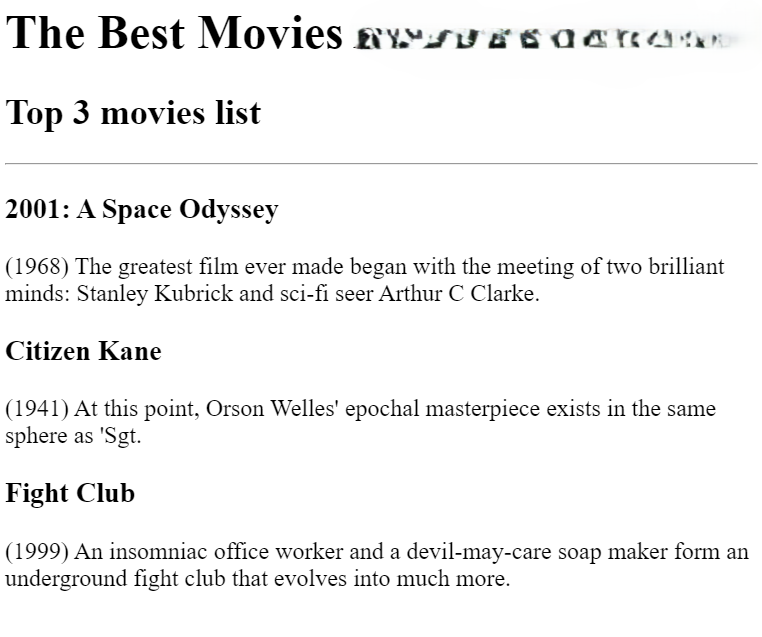 The Best Movies
Top 3 movies list
2001: A Space Odyssey
(1968) The greatest film ever made began with the meeting of two brilliant
minds: Stanley Kubrick and sci-fi seer Arthur C Clarke.
Citizen Kane
(1941) At this point, Orson Welles' epochal masterpiece exists in the same
sphere as 'Sgt.
Fight Club
(1999) An insomniac office worker and a devil-may-care soap maker form an
underground fight club that evolves into much more.